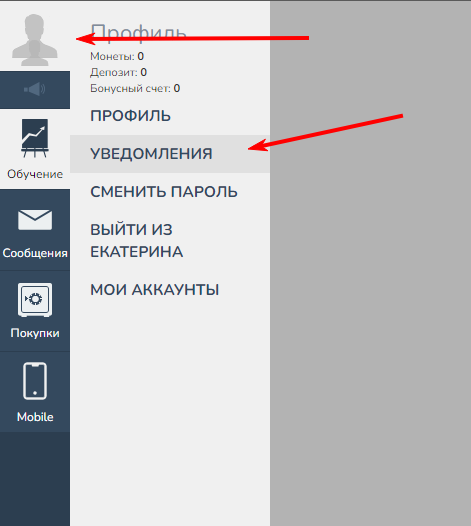 Профиль
Монеты: 0
Депозит: 0
Бонусный счет: 0
ПРОФИЛЬ
УВЕДОМЛЕНИЯ
СМЕНИТЬ ПАРОЛЬ
ВЫЙТИ ИЗ
ЕКАТЕРИНА
МОИ АККАУНТЫ
Обучение
Сообщения
Покупки
Mobile